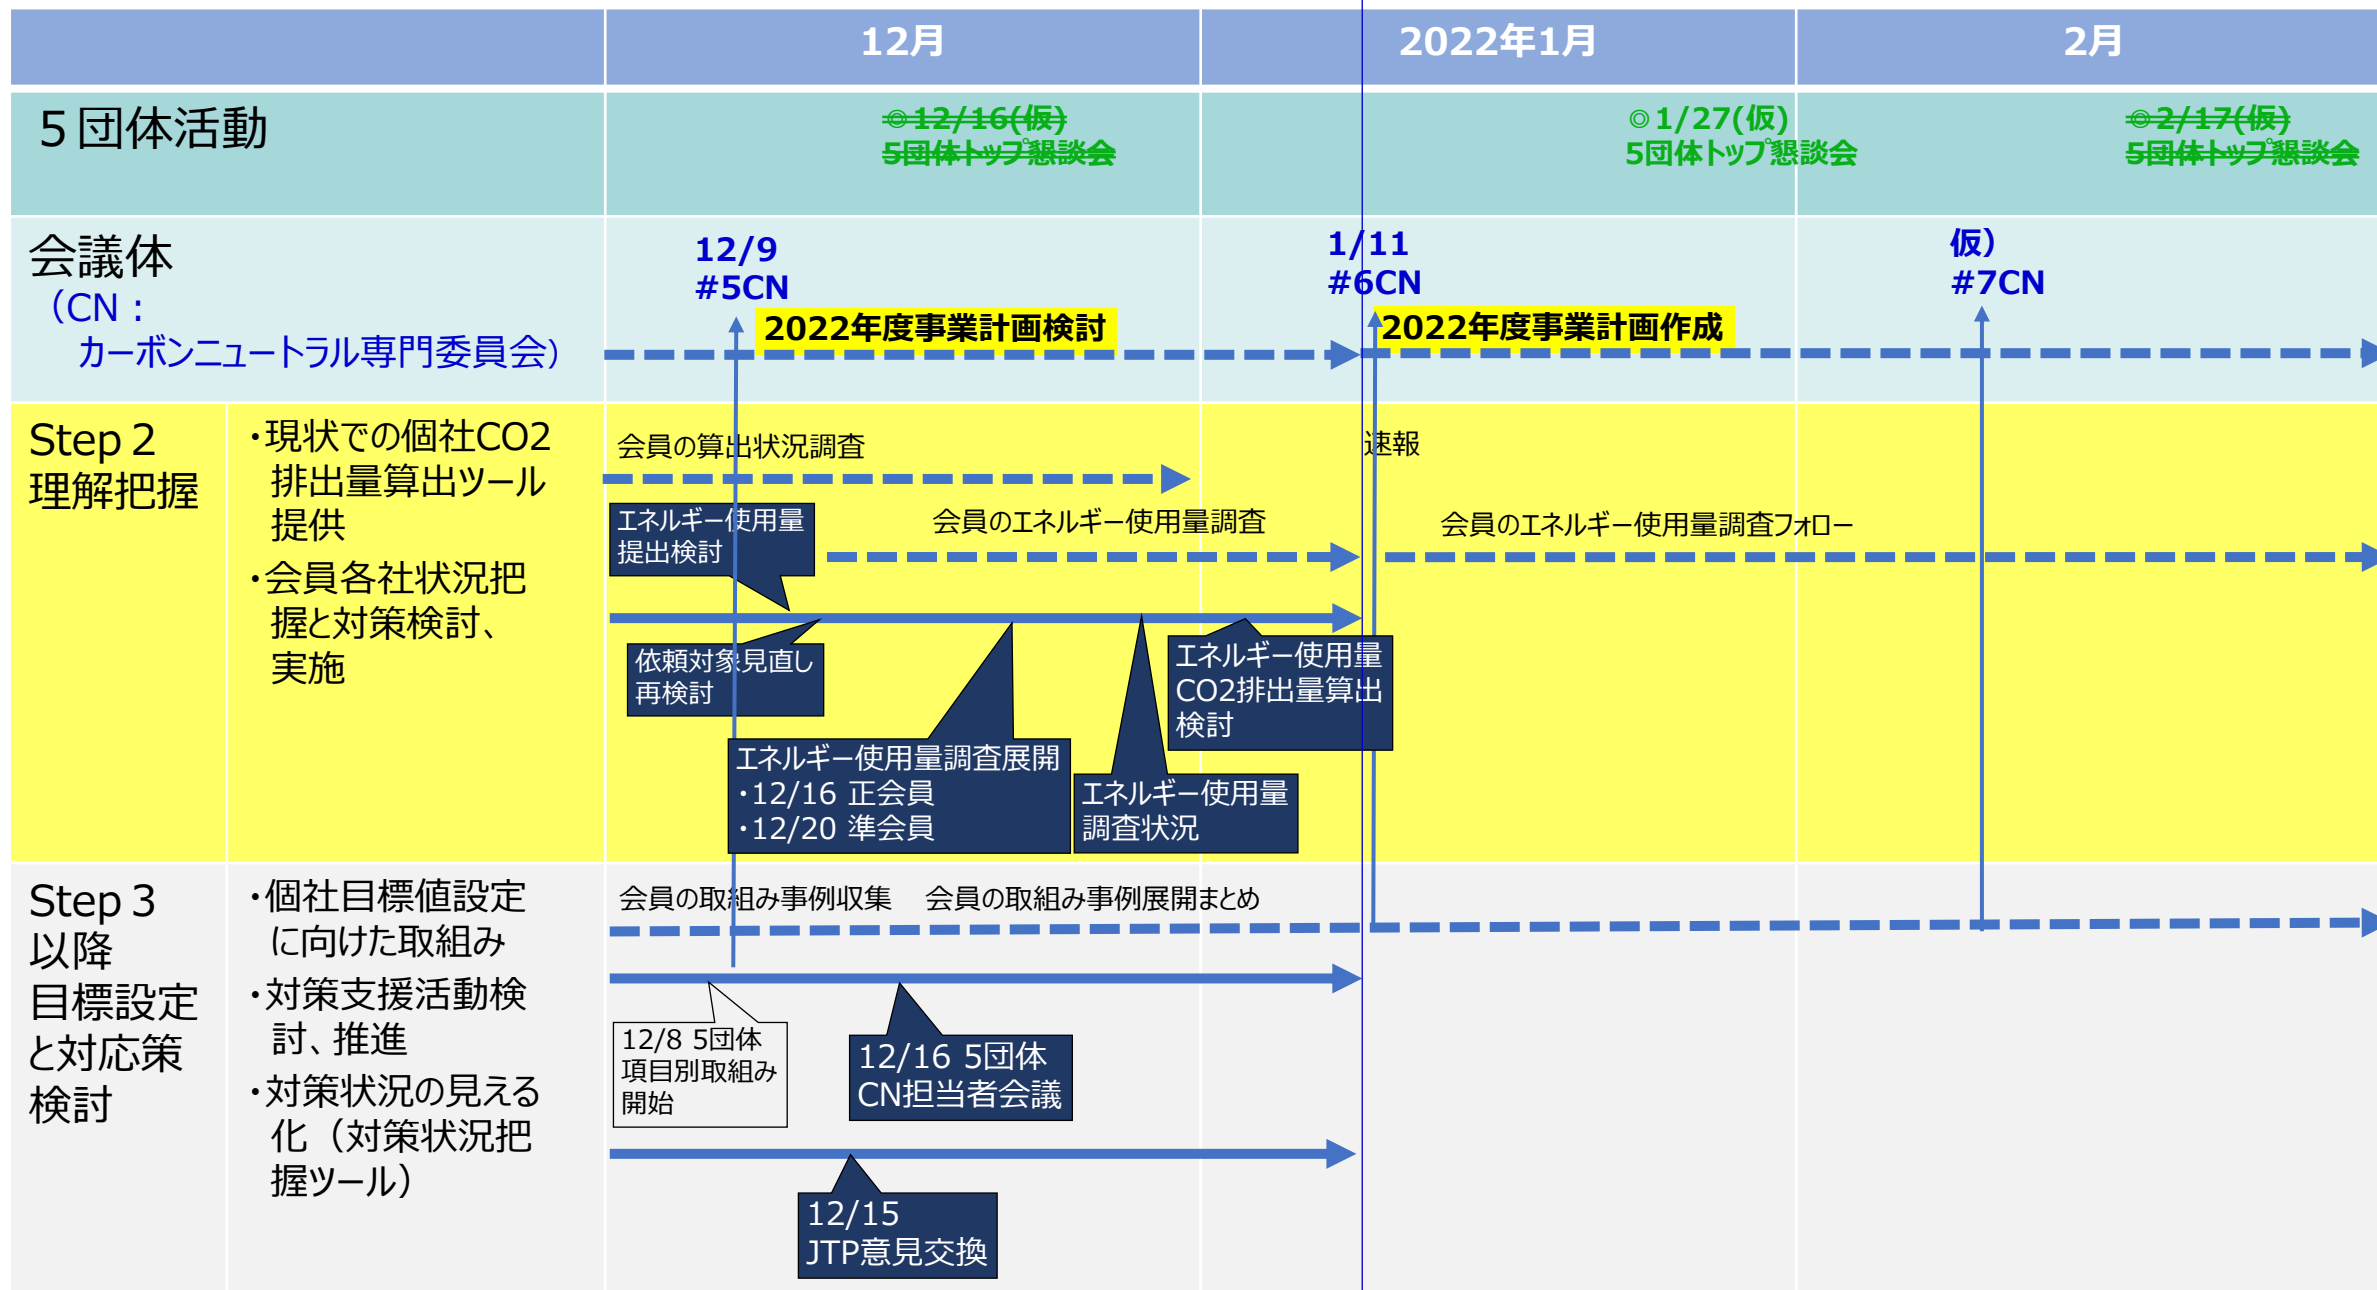 12月
2022年1月
2月
５団体活動
◎12/16(仮)
5団体トップ懇談会
◎1/27(仮)
5団体トップ懇談会
◎2/17(仮)
5団体トップ懇談会
会議体
（CN：
カーボンニュートラル専門委員会）
12/9
#5CN
2022年度事業計画検討
1/11
#6CN
2022年度事業計画作成
仮）
#7CN
Step２
理解把握
・現状での個社CO2
排出量算出ツール
提供
・会員各社状況把
握と対策検討、
実施
会員の算出状況調査
速報
エネルギー使用量
提出検討
会員のエネルギー使用量調査
会員のエネルギー使用量調査フォロー
依頼対象見直し
再検討
エネルギー使用量
CO2排出量算出
検討
エネルギー使用量調査展開
・12/16 正会員
・12/20 準会員
エネルギー使用量
調査状況
Step３
以降
目標設定
と対応策
検討
・個社目標値設定
に向けた取組み
・対策支援活動検
討、推進
・対策状況の見える
化（対策状況把
握ツール）
会員の取組み事例収集
会員の取組み事例展開まとめ
12/8 5団体
項目別取組み
開始
12/16 5団体
CN担当者会議
12/15
JTP意見交換